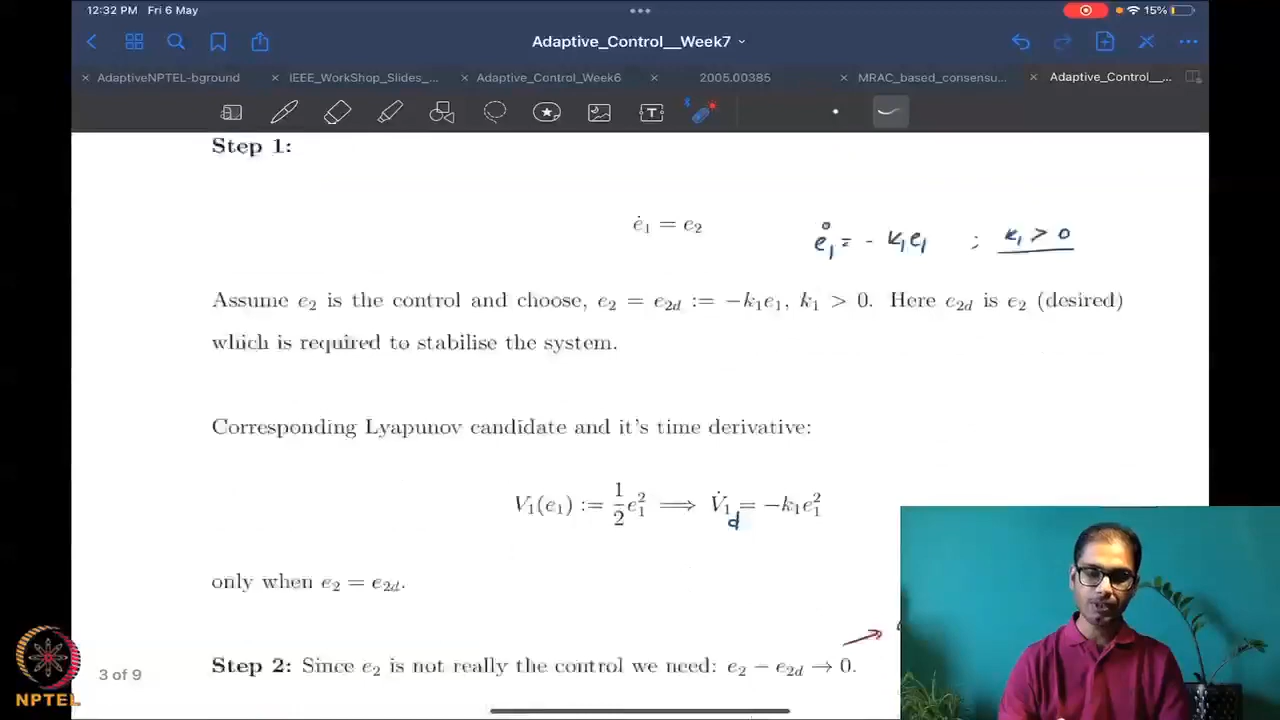 12:32 PM Fri 6 May
15%
Adaptive_Control__Week7
AdaptiveNPTEL-bground
IEEE_WorkShop_Slides_...
Adaptive_Control_Week6
2005.00385
MRAC_based_consensu...
Adaptive_Control__...
Step 1:
ė₁ = e₂
ė₁ = - k₁e₁ ; k₁ > 0
Assume e₂ is the control and choose, e₂ = e₂d := −k₁e₁, k₁ > 0. Here e₂d is e₂ (desired)
which is required to stabilise the system.
Corresponding Lyapunov candidate and it's time derivative:
V₁(e₁) := 1/2 e₁² ⟹ V̇₁ = −k₁e₁²
d
only when e₂ = e₂d.
Step 2: Since e₂ is not really the control we need: e₂ − e₂d → 0.
3 of 9
NPTEL